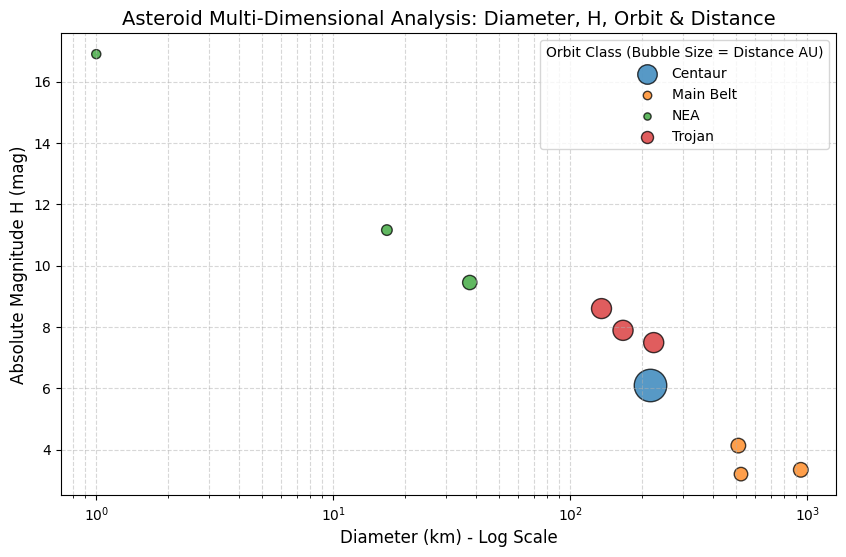 Asteroid Multi-Dimensional Analysis: Diameter, H, Orbit & Distance
Orbit Class (Bubble Size = Distance AU)
Centaur
Main Belt
NEA
Trojan
Absolute Magnitude H (mag)
16
14
12
10
8
6
4
10⁰
10¹
10²
10³
Diameter (km) - Log Scale